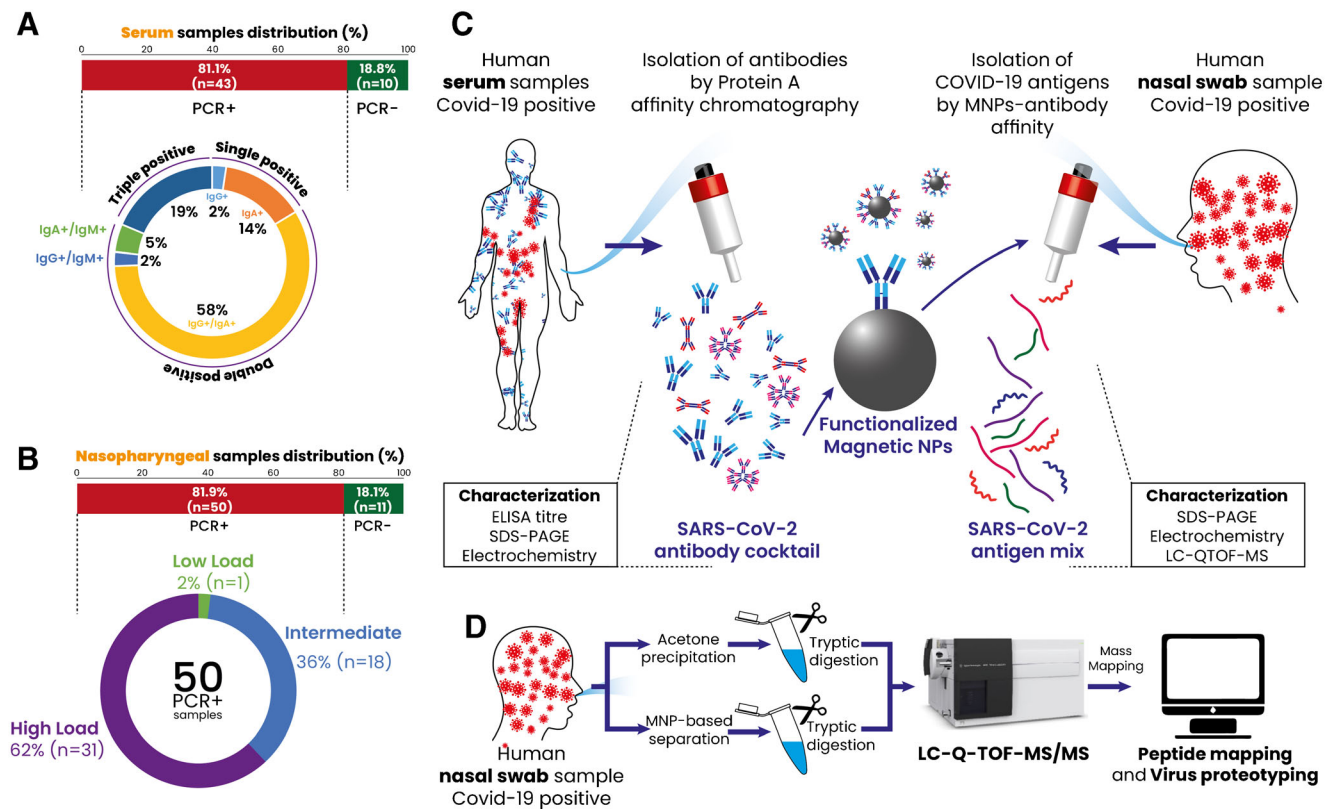 A
Serum samples distribution (%)
0 20 40 60 80 100
81.1%
(n=43)
18.8%
(n=10)
PCR+
PCR-
Triple positive
Single positive
19%
IgG+
2%
IgA+
14%
IgA+/IgM+
5%
IgG+/IgM+
2%
58%
IgG+/IgA+
Double positive
B
Nasopharyngeal samples distribution (%)
0 20 40 60 80 100
81.9%
(n=50)
18.1%
(n=11)
PCR+
PCR-
Low Load
2% (n=1)
Intermediate
36% (n=18)
50
PCR+
samples
High Load
62% (n=31)
C
Human
serum samples
Covid-19 positive
Isolation of antibodies
by Protein A
affinity chromatography
Isolation of
COVID-19 antigens
by MNPs-antibody
affinity
Human
nasal swab sample
Covid-19 positive
Functionalized
Magnetic NPs
Characterization
ELISA titre
SDS-PAGE
Electrochemistry
SARS-CoV-2
antibody cocktail
SARS-CoV-2
antigen mix
Characterization
SDS-PAGE
Electrochemistry
LC-QTOF-MS
D
Human
nasal swab sample
Covid-19 positive
Acetone
precipitation
Tryptic
digestion
MNP-based
separation
Tryptic
digestion
LC-Q-TOF-MS/MS
Mass
Mapping
Peptide mapping
and Virus proteotyping